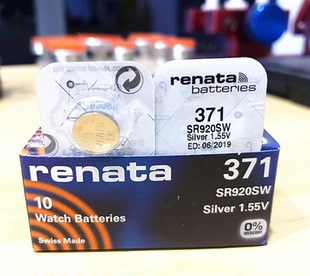 renata
batteries
371
SR920SW
Silver 1.55V
ED: 06/2019
renata 371
SR920SW
10
Watch Batteries
Silver 1.55V
0%
MERCURY
Swiss Made